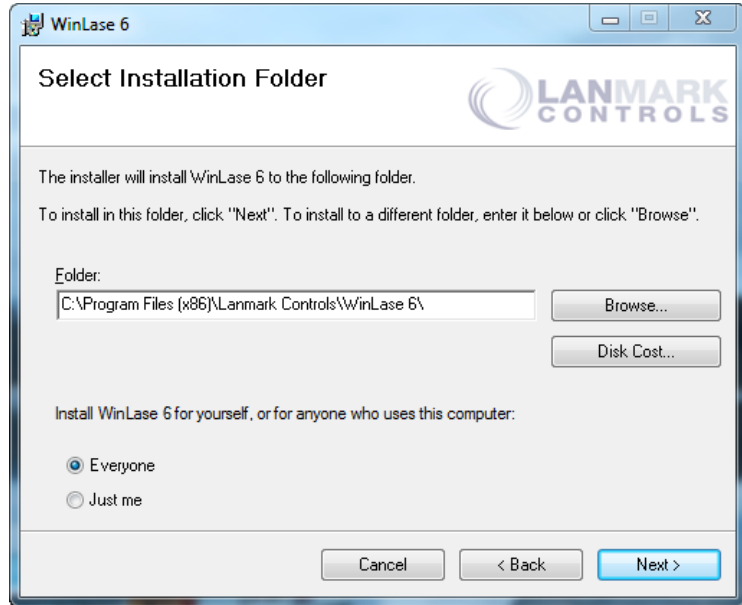 WinLase 6
Select Installation Folder
LANMARK
CONTROLS
The installer will install WinLase 6 to the following folder.
To install in this folder, click "Next". To install to a different folder, enter it below or click "Browse".
Folder:
C:\Program Files (x86)\Lanmark Controls\WinLase 6\
Browse...
Disk Cost...
Install WinLase 6 for yourself, or for anyone who uses this computer:
Everyone
Just me
Cancel
< Back
Next >